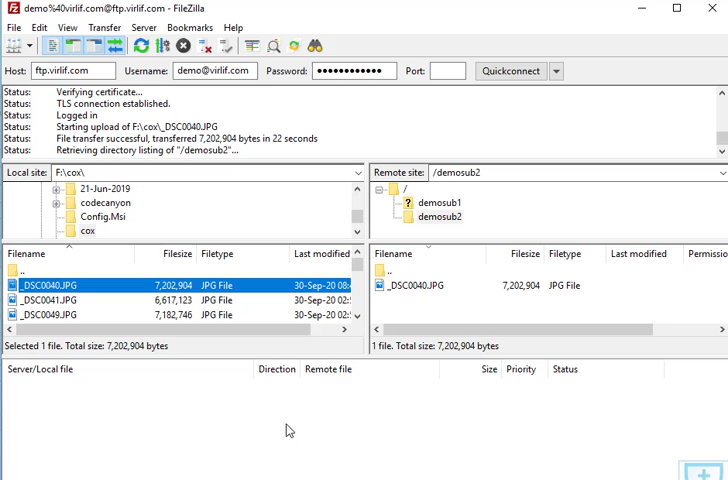 demo%40virlif.com@ftp.virlif.com - FileZilla
File Edit View Transfer Server Bookmarks Help
Host: ftp.virlif.com Username: demo@virlif.com Password: •••••••••••• Port: Quickconnect
Status: Verifying certificate...
Status: TLS connection established.
Status: Logged in
Status: Starting upload of F:\cox\_DSC0040.JPG
Status: File transfer successful, transferred 7,202,904 bytes in 22 seconds
Status: Retrieving directory listing of "/demosub2"...
Local site: F:\cox\
21-Jun-2019
codecanyon
Config.Msi
cox
Remote site: /demosub2
/
? demosub1
demosub2
Filename Filesize Filetype Last modified
..
_DSC0040.JPG 7,202,904 JPG File 30-Sep-20 08:
_DSC0041.JPG 6,617,123 JPG File 30-Sep-20 02:
_DSC0049.JPG 7,182,746 JPG File 30-Sep-20 02:
Selected 1 file. Total size: 7,202,904 bytes
Filename Filesize Filetype Last modified Permissio
..
_DSC0040.JPG 7,202,904 JPG File
1 file. Total size: 7,202,904 bytes
Server/Local file Direction Remote file Size Priority Status